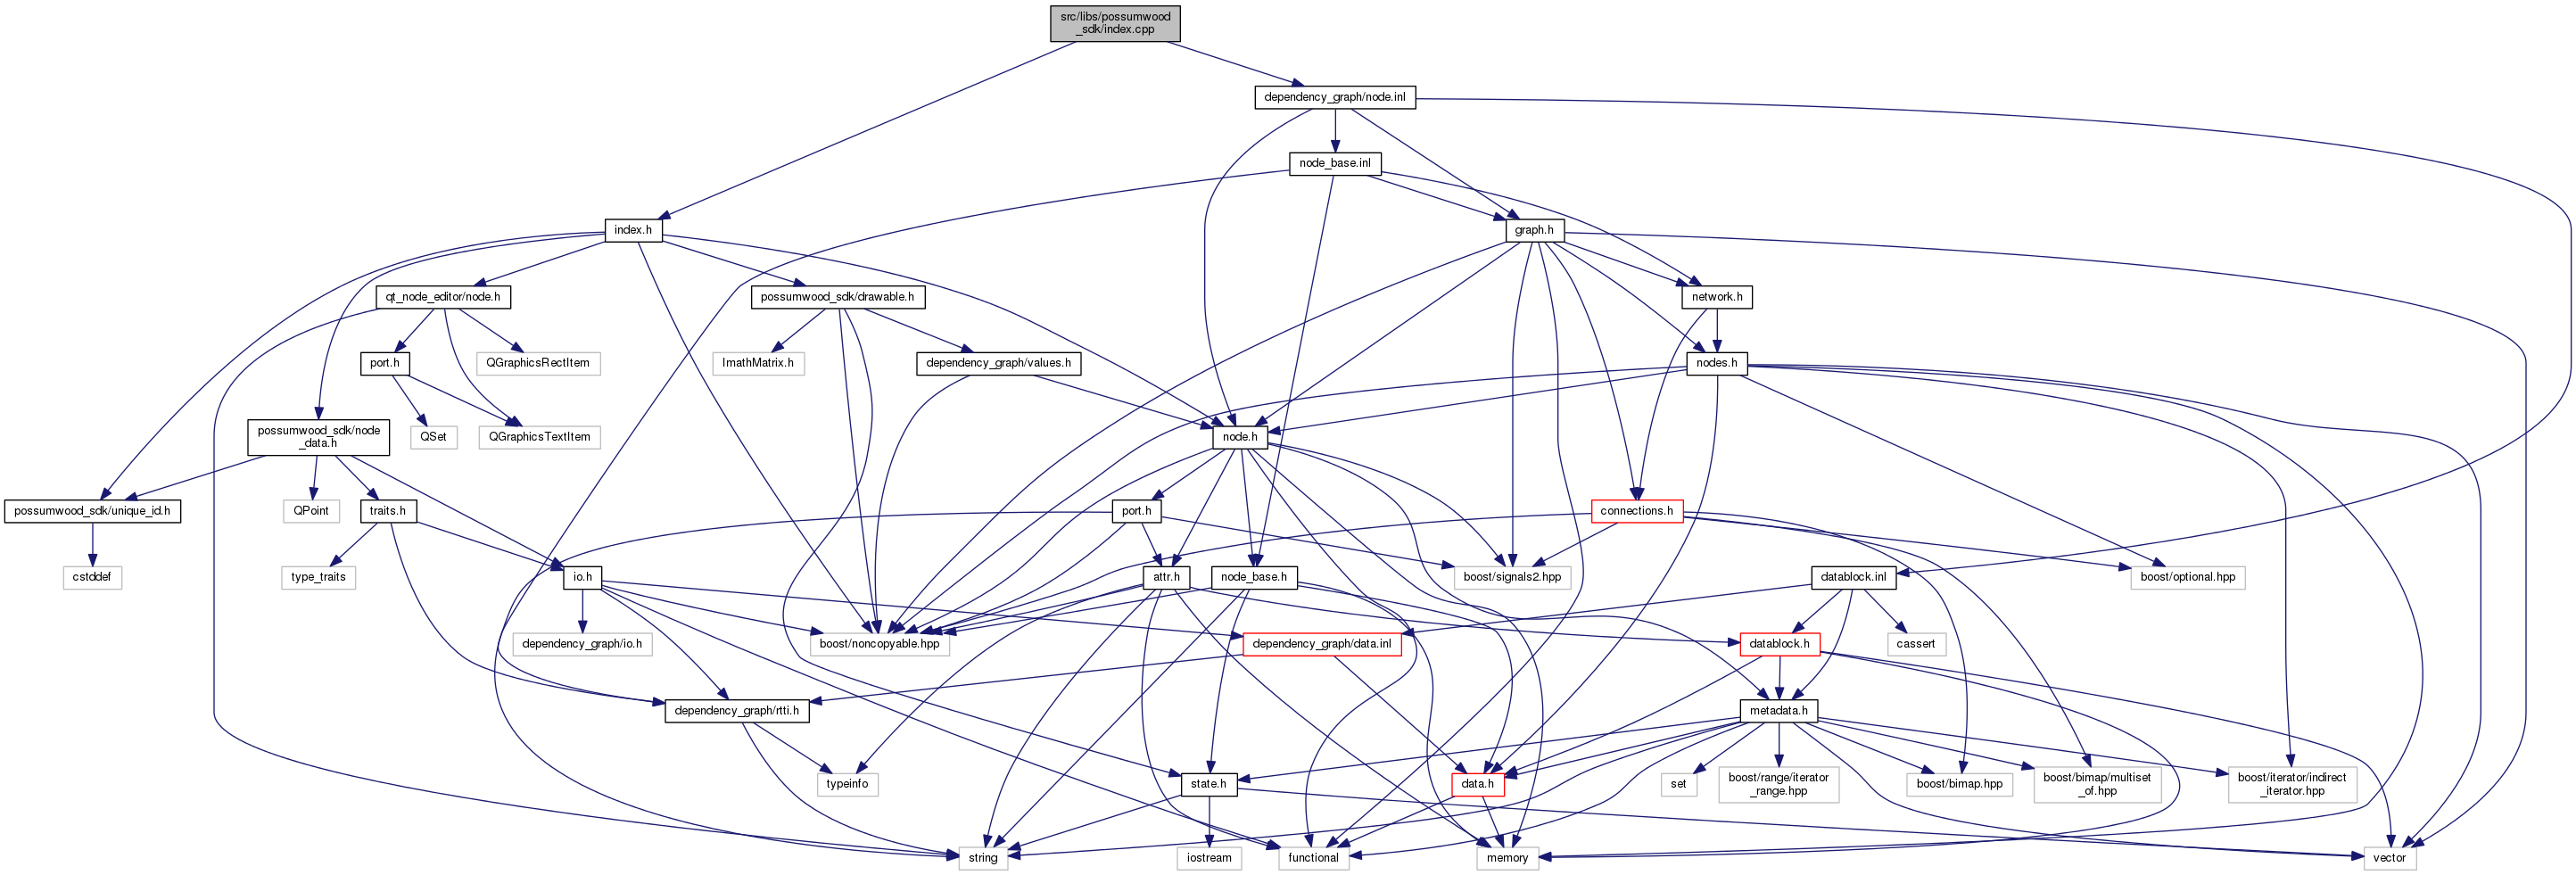 src/libs/possumwood
_sdk/index.cpp
dependency_graph/node.inl
node_base.inl
index.h
graph.h
qt_node_editor/node.h
possumwood_sdk/drawable.h
network.h
port.h
QGraphicsRectItem
ImathMatrix.h
dependency_graph/values.h
nodes.h
possumwood_sdk/node
_data.h
QSet
QGraphicsTextItem
node.h
possumwood_sdk/unique_id.h
QPoint
traits.h
port.h
connections.h
cstddef
type_traits
io.h
attr.h
node_base.h
boost/signals2.hpp
datablock.inl
boost/optional.hpp
dependency_graph/io.h
boost/noncopyable.hpp
dependency_graph/data.inl
datablock.h
cassert
dependency_graph/rtti.h
metadata.h
typeinfo
state.h
data.h
set
boost/range/iterator
_range.hpp
boost/bimap.hpp
boost/bimap/multiset
_of.hpp
boost/iterator/indirect
_iterator.hpp
string
iostream
functional
memory
vector